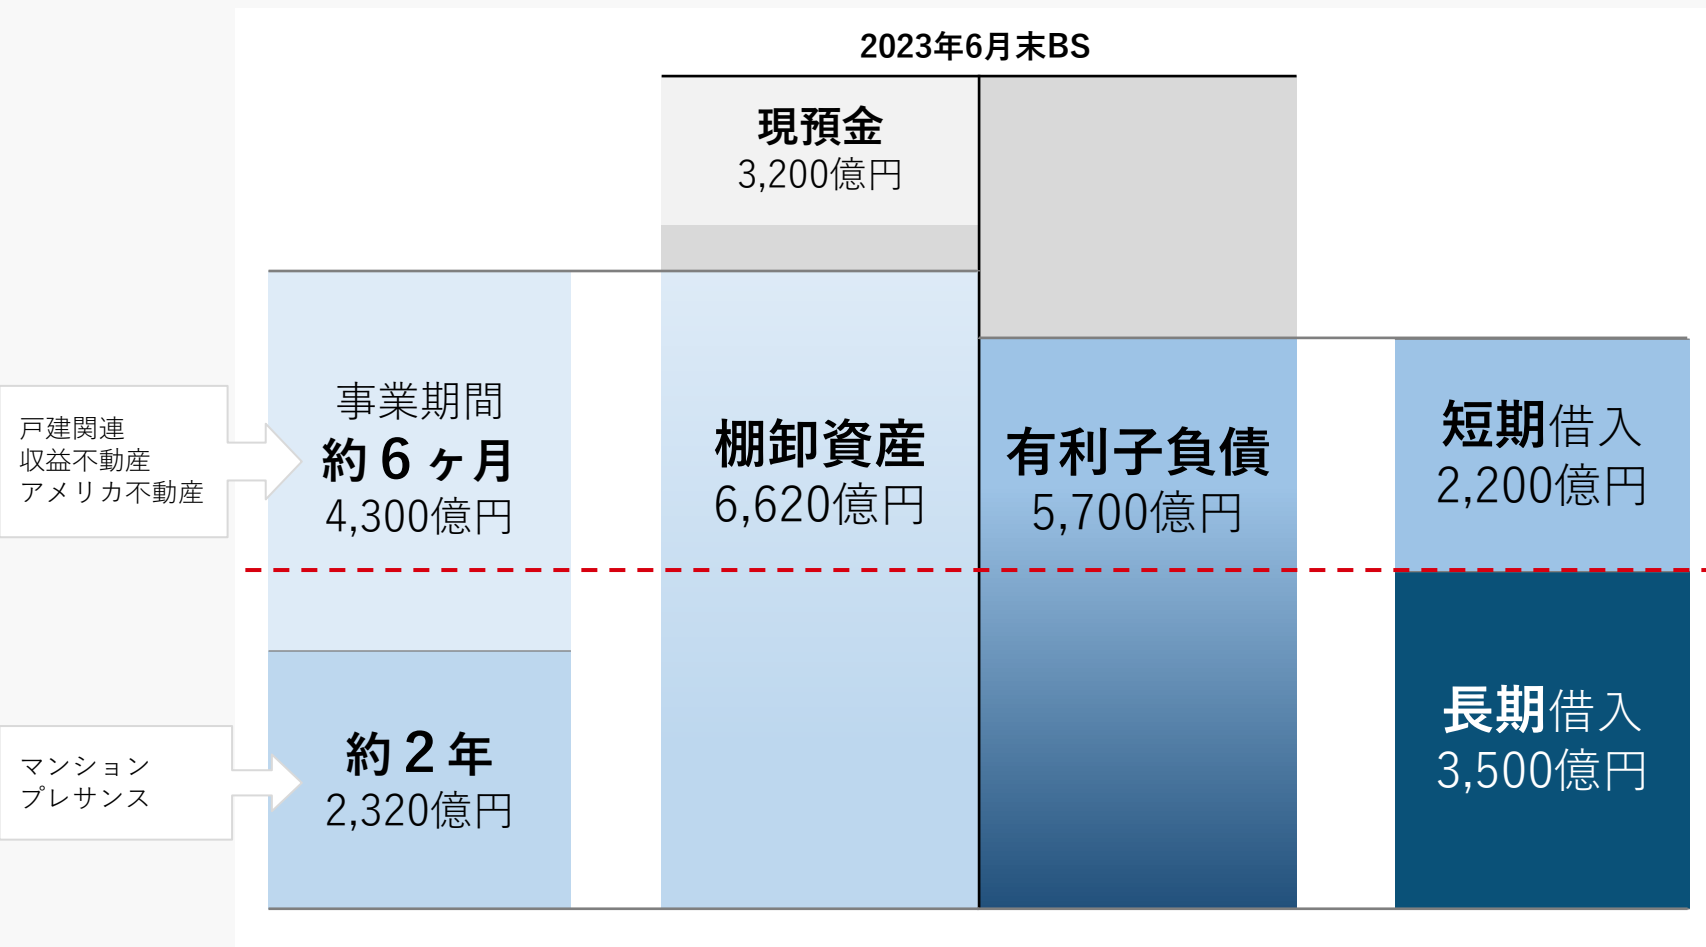 2023年6月末BS
現預金
3,200億円
戸建関連
収益不動産
アメリカ不動産
事業期間
約6ヶ月
4,300億円
棚卸資産
6,620億円
有利子負債
5,700億円
短期借入
2,200億円
マンション
プレサンス
約2年
2,320億円
長期借入
3,500億円